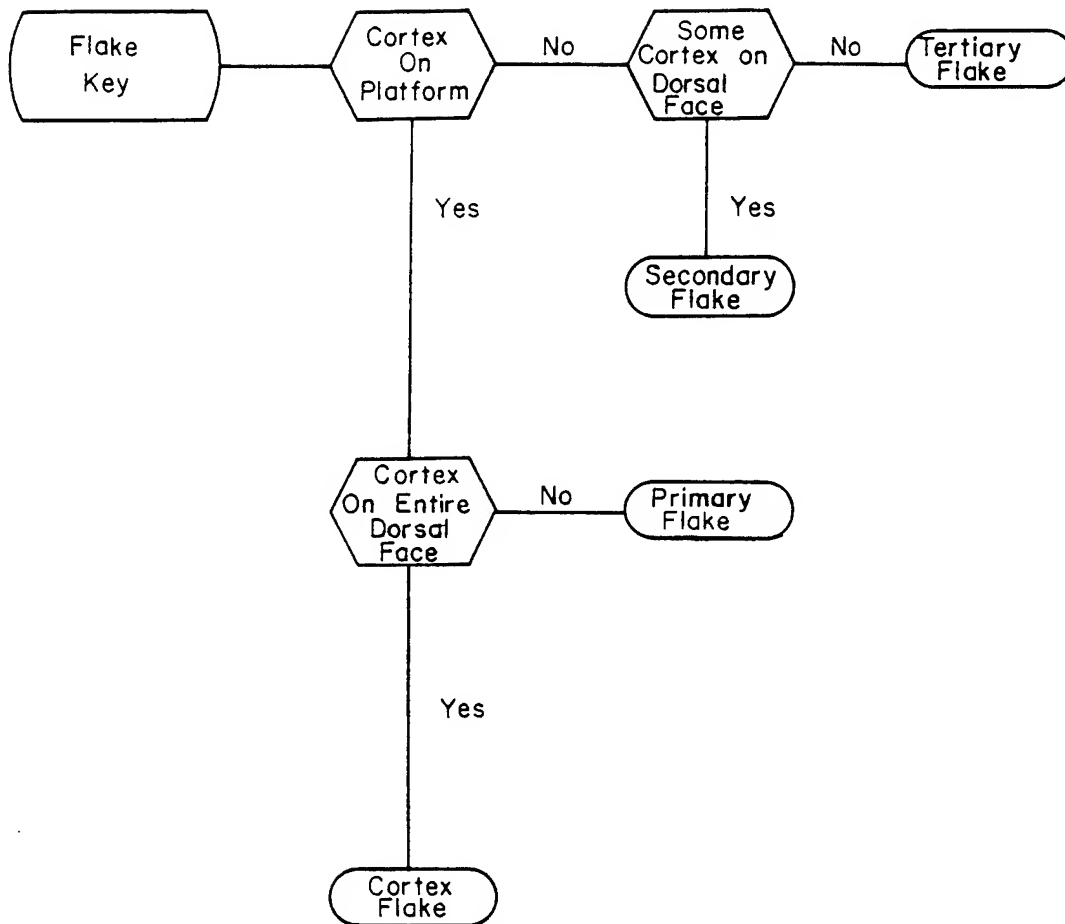 Flake
Key
Cortex
On
Platform
No
Some
Cortex on
Dorsal
Face
No
Tertiary
Flake
Yes
Yes
Secondary
Flake
Cortex
On Entire
Dorsal
Face
No
Primary
Flake
Yes
Cortex
Flake